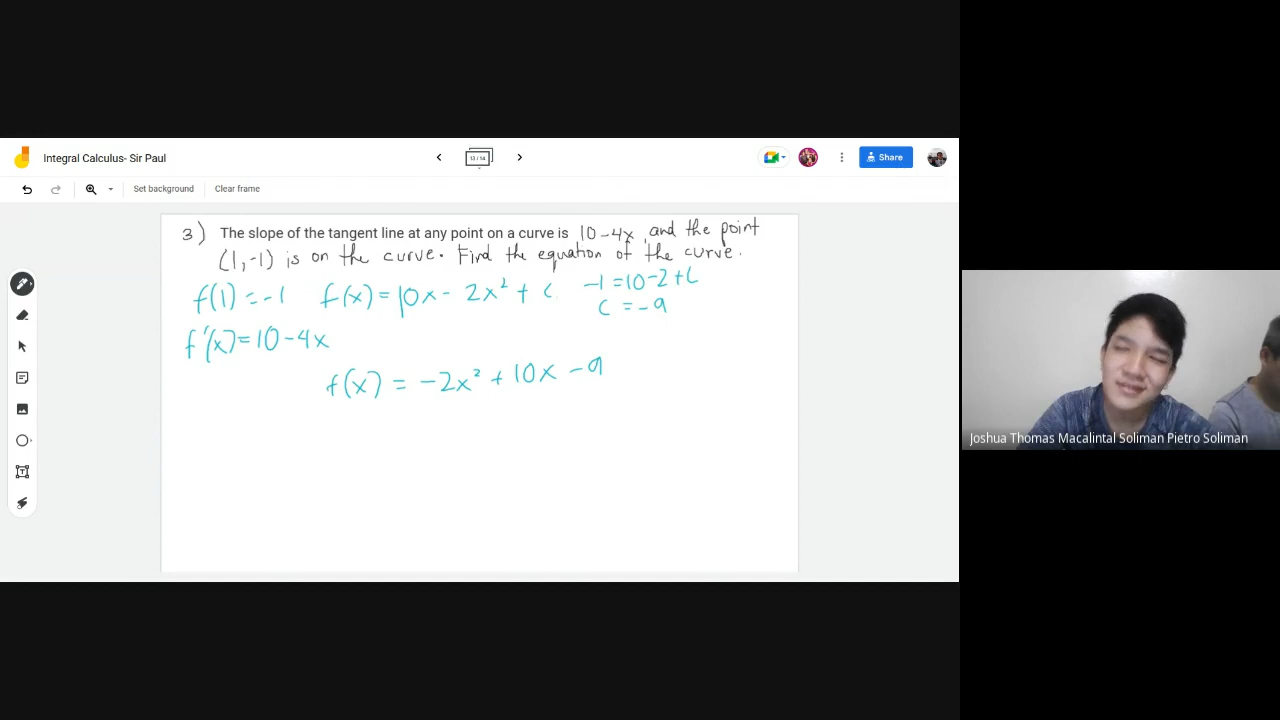 Integral Calculus- Sir Paul
13 / 14
Share
Set background
Clear frame
3) The slope of the tangent line at any point on a curve is 10-4x, and the point
(1,-1) is on the curve. Find the equation of the curve.
f(1)=-1 f(x)=10x-2x²+c -1=10-2+c
c=-9
f'(x)=10-4x
f(x)=-2x²+10x-9
Joshua Thomas Macalintal Soliman Pietro Soliman